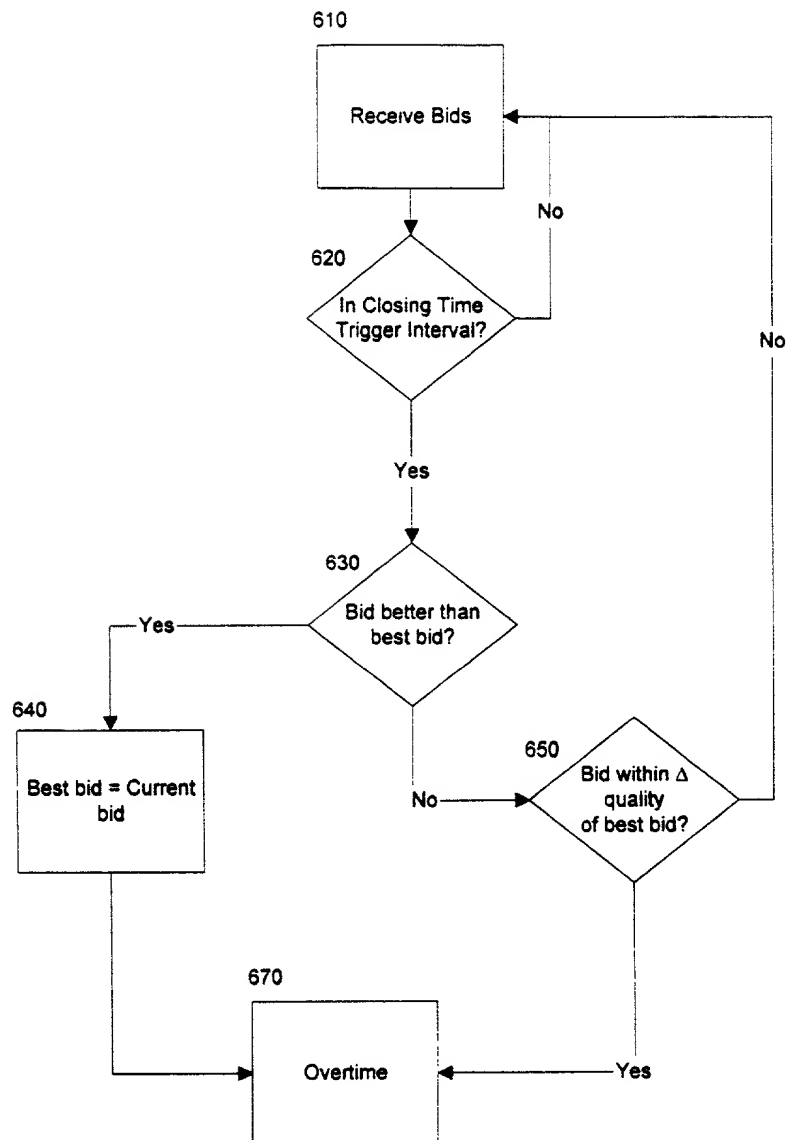 610
Receive Bids
No
620
In Closing Time
Trigger Interval?
No
Yes
630
Bid better than
best bid?
Yes
640
Best bid = Current
bid
650
Bid within Δ
quality
of best bid?
No
670
Overtime
Yes